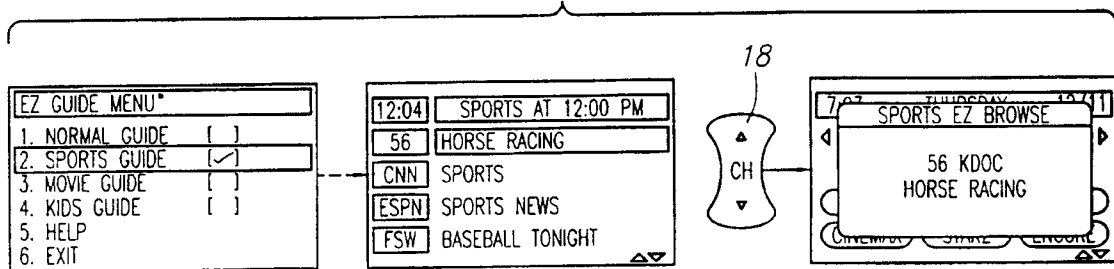 18
EZ GUIDE MENU
1. NORMAL GUIDE [ ]
2. SPORTS GUIDE [✓]
3. MOVIE GUIDE [ ]
4. KIDS GUIDE [ ]
5. HELP
6. EXIT
12:04 SPORTS AT 12:00 PM
56 HORSE RACING
CNN SPORTS
ESPN SPORTS NEWS
FSW BASEBALL TONIGHT
CH
THURSDAY
SPORTS EZ BROWSE
56 KDOC
HORSE RACING
CINEMAX STARZ ENCORE